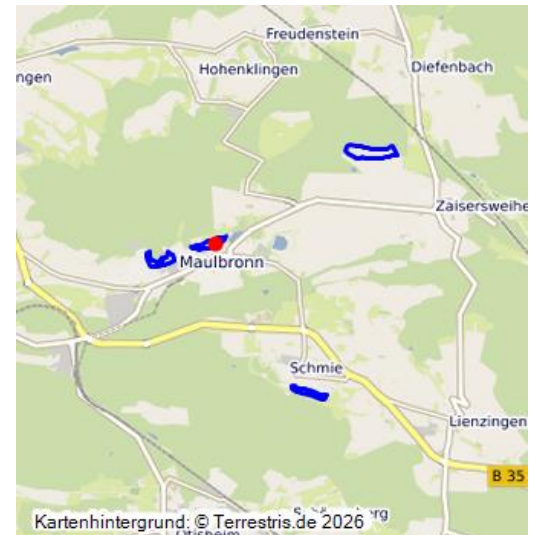 Freudenstein
Hohenklingen
Diefenbach
ngen
Zaisersweihe
Maulbronn
Schmie
Lienzingen
B 35
Kartenhintergrund: © Terrestris.de 2026